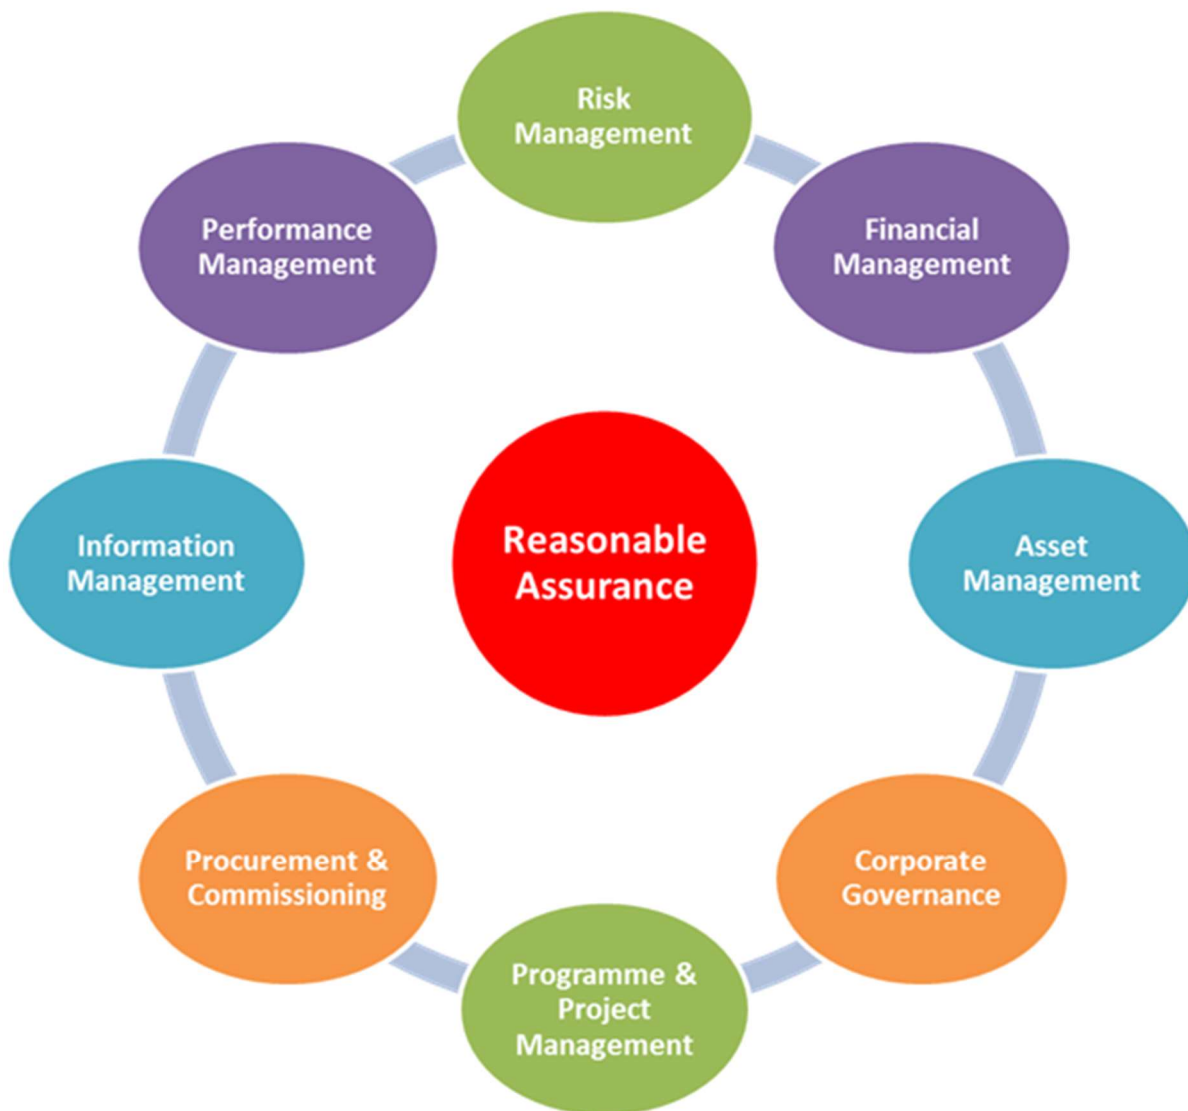 Risk
Management
Financial
Management
Asset
Management
Corporate
Governance
Programme &
Project
Management
Procurement &
Commissioning
Information
Management
Performance
Management
Reasonable
Assurance